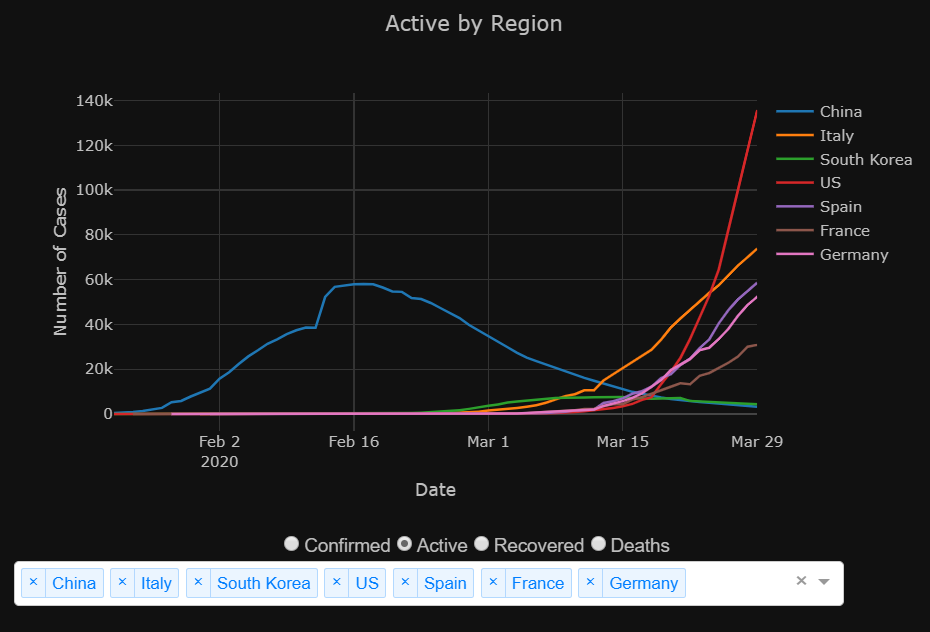 Active by Region
140k
120k
100k
80k
60k
40k
20k
0
Number of Cases
Feb 2
2020
Feb 16
Mar 1
Mar 15
Mar 29
Date
China
Italy
South Korea
US
Spain
France
Germany
Confirmed Active Recovered Deaths
× China × Italy × South Korea × US × Spain × France × Germany ×